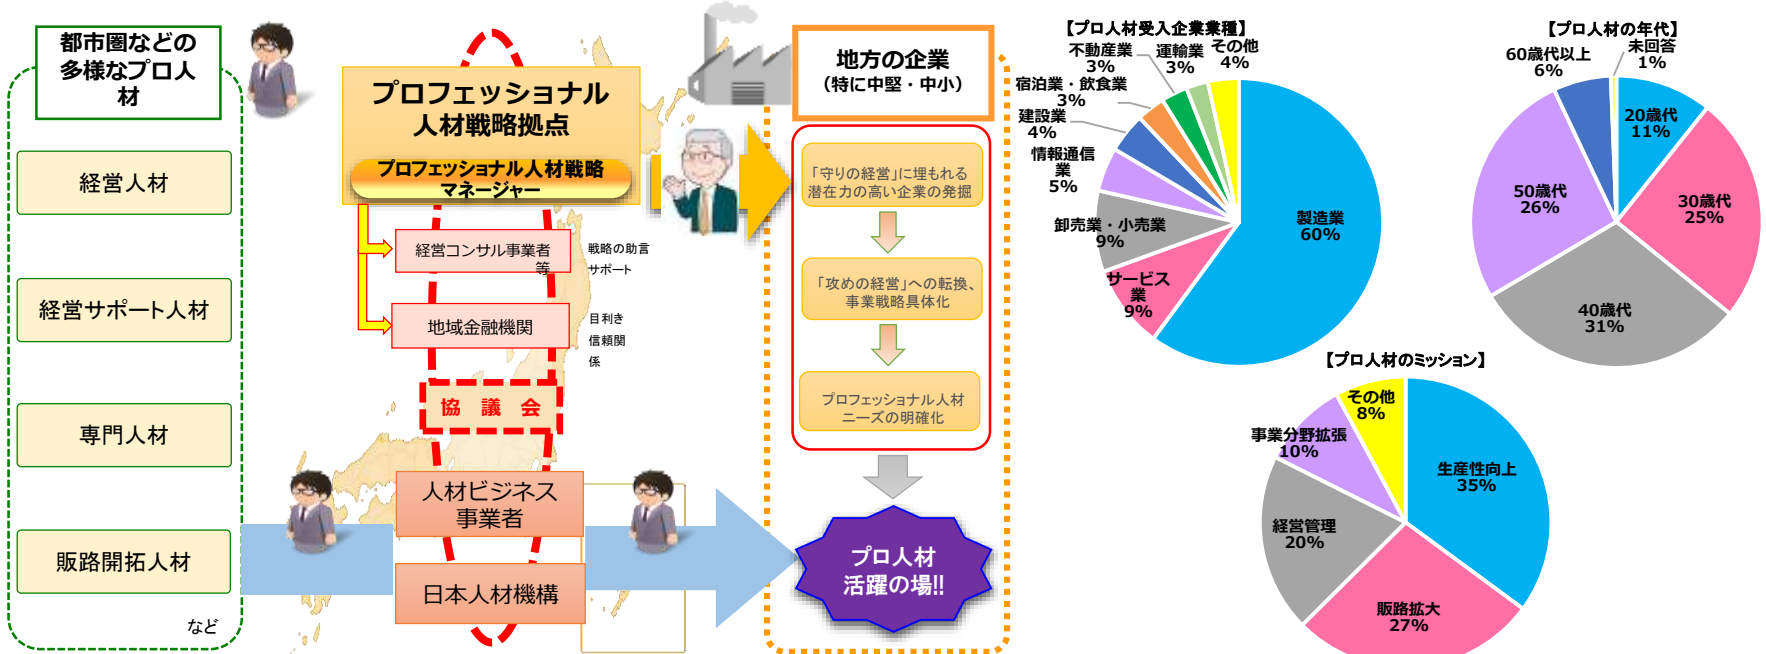 都市圏などの
多様なプロ人
材
経営人材
経営サポート人材
専門人材
販路開拓人材
など
プロフェッショナル
人材戦略拠点
プロフェッショナル人材戦略
マネージャー
経営コンサル事業者
等
戦略の助言
サポート
地域金融機関
目利き
信頼関
係
協 議 会
人材ビジネス
事業者
日本人材機構
地方の企業
（特に中堅・中小）
「守りの経営」に埋もれる
潜在力の高い企業の発掘
「攻めの経営」への転換、
事業戦略具体化
プロフェッショナル人材
ニーズの明確化
プロ人材
活躍の場!!
【プロ人材受入企業業種】
製造業
60%
サービス
業
9%
卸売業・小売業
9%
情報通信
業
5%
建設業
4%
宿泊業・飲食業
3%
不動産業
3%
運輸業
3%
その他
4%
【プロ人材の年代】
20歳代
11%
30歳代
25%
40歳代
31%
50歳代
26%
60歳代以上
6%
未回答
1%
【プロ人材のミッション】
生産性向上
35%
販路拡大
27%
経営管理
20%
事業分野拡張
10%
その他
8%